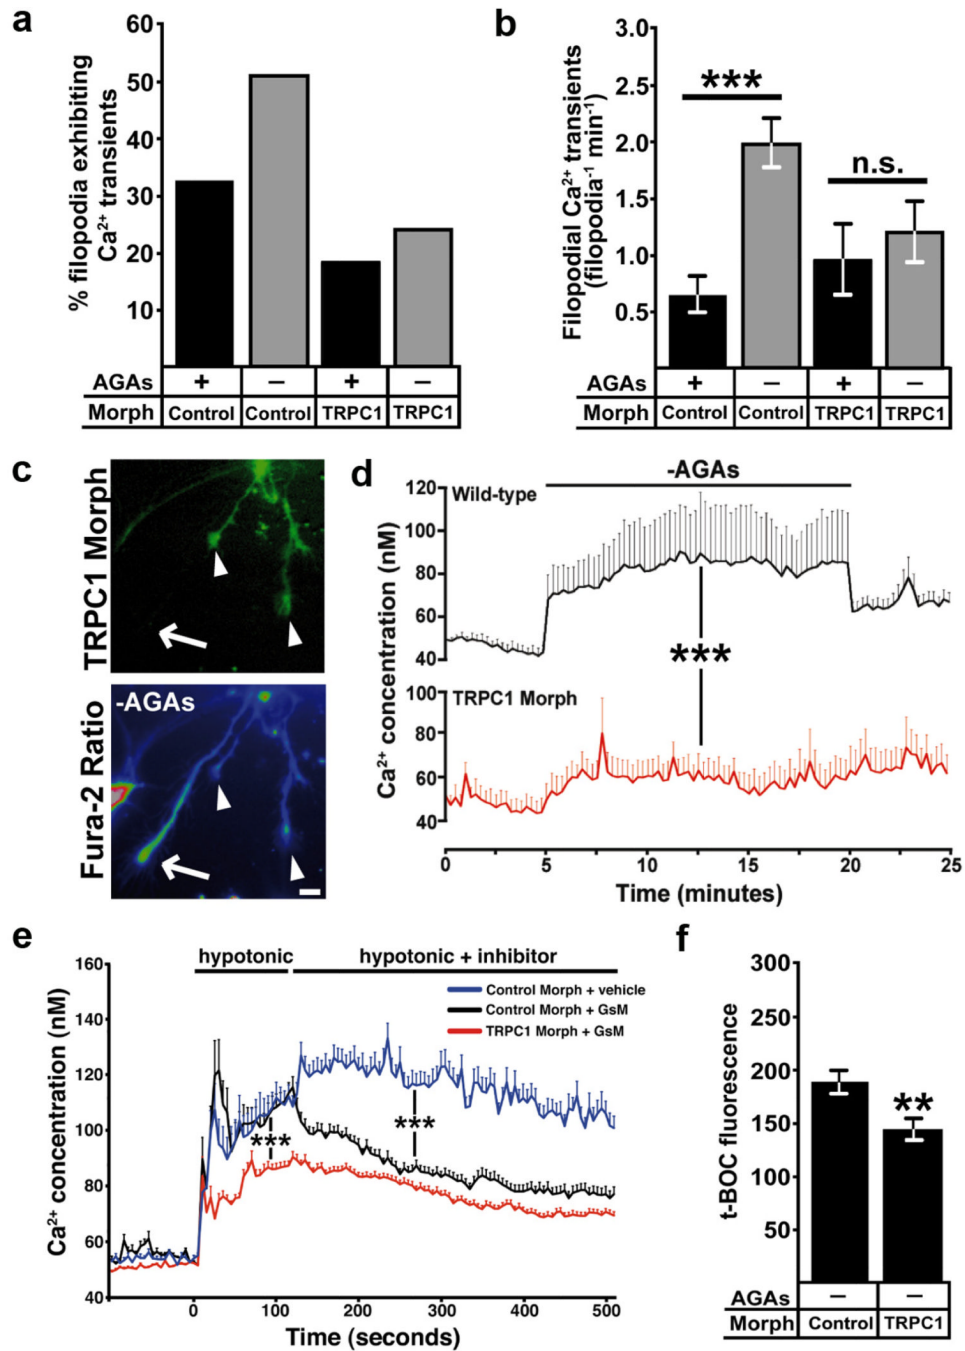 a
% filopodia exhibiting
Ca²⁺ transients
60
50
40
30
20
10
AGAs + − + −
Morph Control Control TRPC1 TRPC1
b
Filopodial Ca²⁺ transients
(filopodia⁻¹ min⁻¹)
3.0
2.5
2.0
1.5
1.0
0.5
***
n.s.
AGAs + − + −
Morph Control Control TRPC1 TRPC1
c
TRPC1 Morph
Fura-2 Ratio
-AGAs
d
-AGAs
Ca²⁺ concentration (nM)
120
100
80
60
40
Wild-type
***
100
80
60
40
TRPC1 Morph
0 5 10 15 20 25
Time (minutes)
e
hypotonic
hypotonic + inhibitor
Ca²⁺ concentration (nM)
160
140
120
100
80
60
40
Control Morph + vehicle
Control Morph + GsM
TRPC1 Morph + GsM
***
***
0 100 200 300 400 500
Time (seconds)
f
t-BOC fluorescence
300
250
200
150
100
50
**
AGAs − −
Morph Control TRPC1